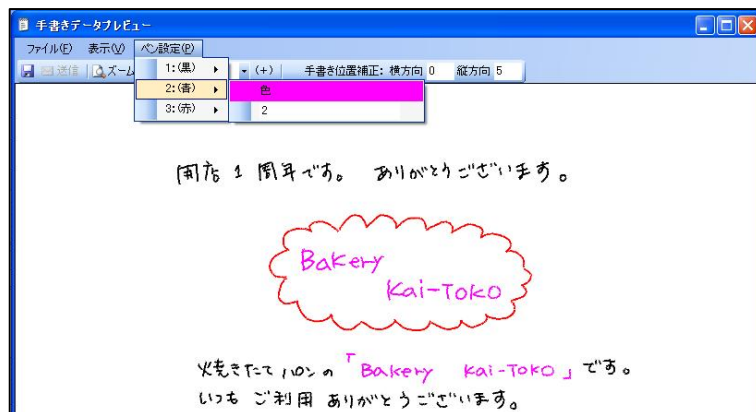 手書きデータプレビュー
ファイル(F) 表示(V) ペン設定(P)
送信 ズーム (+) 手書き位置補正: 横方向 0 縦方向 5
1:(黒)
2:(青)
3:(赤)
色
2
開店1周年です。 ありがとうございます。
Bakery
Kai-Toko
焼きたてパンの「Bakery Kai-Toko」です。
いつも ご利用 ありがとうございます。